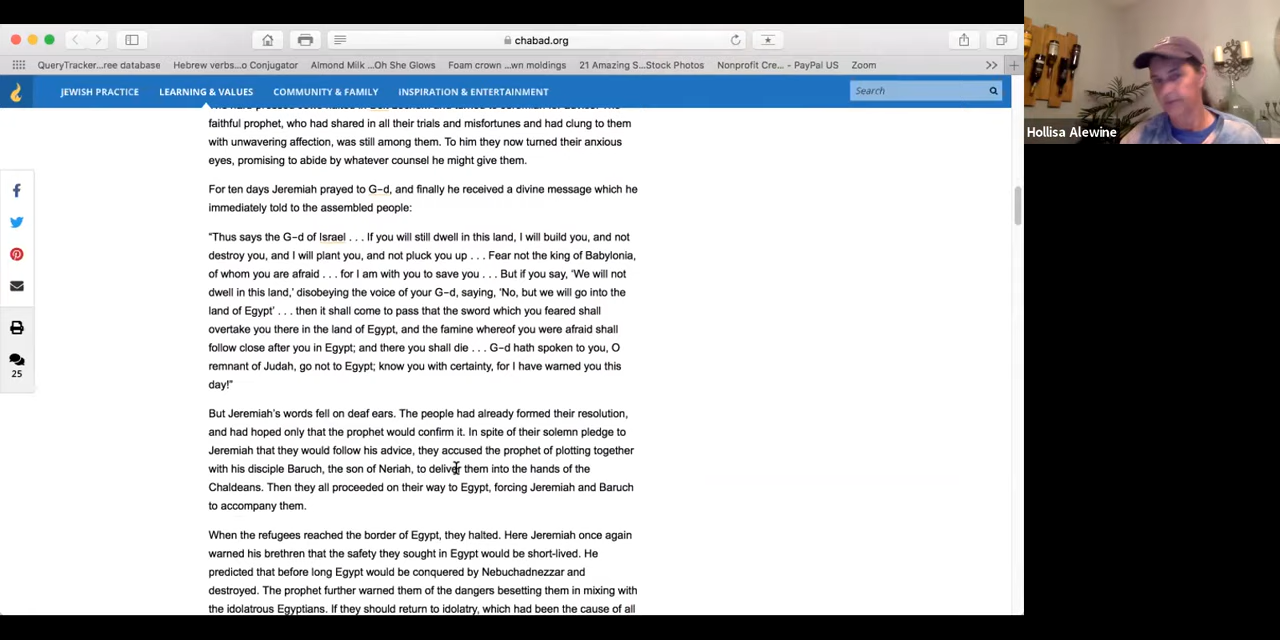 chabad.org
QueryTracker...ree database Hebrew verbs...o Conjugator Almond Milk ...Oh She Glows Foam crown ...wn moldings 21 Amazing S...Stock Photos Nonprofit Cre... - PayPal US Zoom
JEWISH PRACTICE LEARNING & VALUES COMMUNITY & FAMILY INSPIRATION & ENTERTAINMENT Search
faithful prophet, who had shared in all their trials and misfortunes and had clung to them
with unwavering affection, was still among them. To him they now turned their anxious
eyes, promising to abide by whatever counsel he might give them.
For ten days Jeremiah prayed to G-d, and finally he received a divine message which he
immediately told to the assembled people:
“Thus says the G-d of Israel . . . If you will still dwell in this land, I will build you, and not
destroy you, and I will plant you, and not pluck you up . . . Fear not the king of Babylonia,
of whom you are afraid . . . for I am with you to save you . . . But if you say, ‘We will not
dwell in this land,’ disobeying the voice of your G-d, saying, ‘No, but we will go into the
land of Egypt’ . . . then it shall come to pass that the sword which you feared shall
overtake you there in the land of Egypt, and the famine whereof you were afraid shall
follow close after you in Egypt; and there you shall die . . . G-d hath spoken to you, O
remnant of Judah, go not to Egypt; know you with certainty, for I have warned you this
day!”
But Jeremiah’s words fell on deaf ears. The people had already formed their resolution,
and had hoped only that the prophet would confirm it. In spite of their solemn pledge to
Jeremiah that they would follow his advice, they accused the prophet of plotting together
with his disciple Baruch, the son of Neriah, to deliver them into the hands of the
Chaldeans. Then they all proceeded on their way to Egypt, forcing Jeremiah and Baruch
to accompany them.
When the refugees reached the border of Egypt, they halted. Here Jeremiah once again
warned his brethren that the safety they sought in Egypt would be short-lived. He
predicted that before long Egypt would be conquered by Nebuchadnezzar and
destroyed. The prophet further warned them of the dangers besetting them in mixing with
the idolatrous Egyptians. If they should return to idolatry, which had been the cause of all
25
Hollisa Alewine